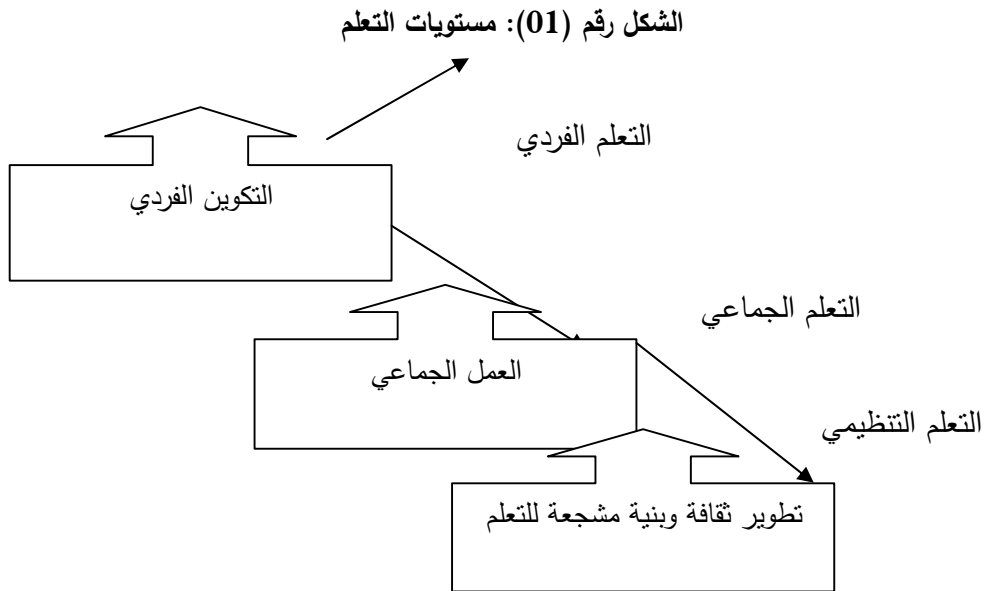 الشكل رقم (01): مستويات التعلم
التعلم الفردي
التكوين الفردي
التعلم الجماعي
العمل الجماعي
التعلم التنظيمي
تطوير ثقافة وبنية مشجعة للتعلم